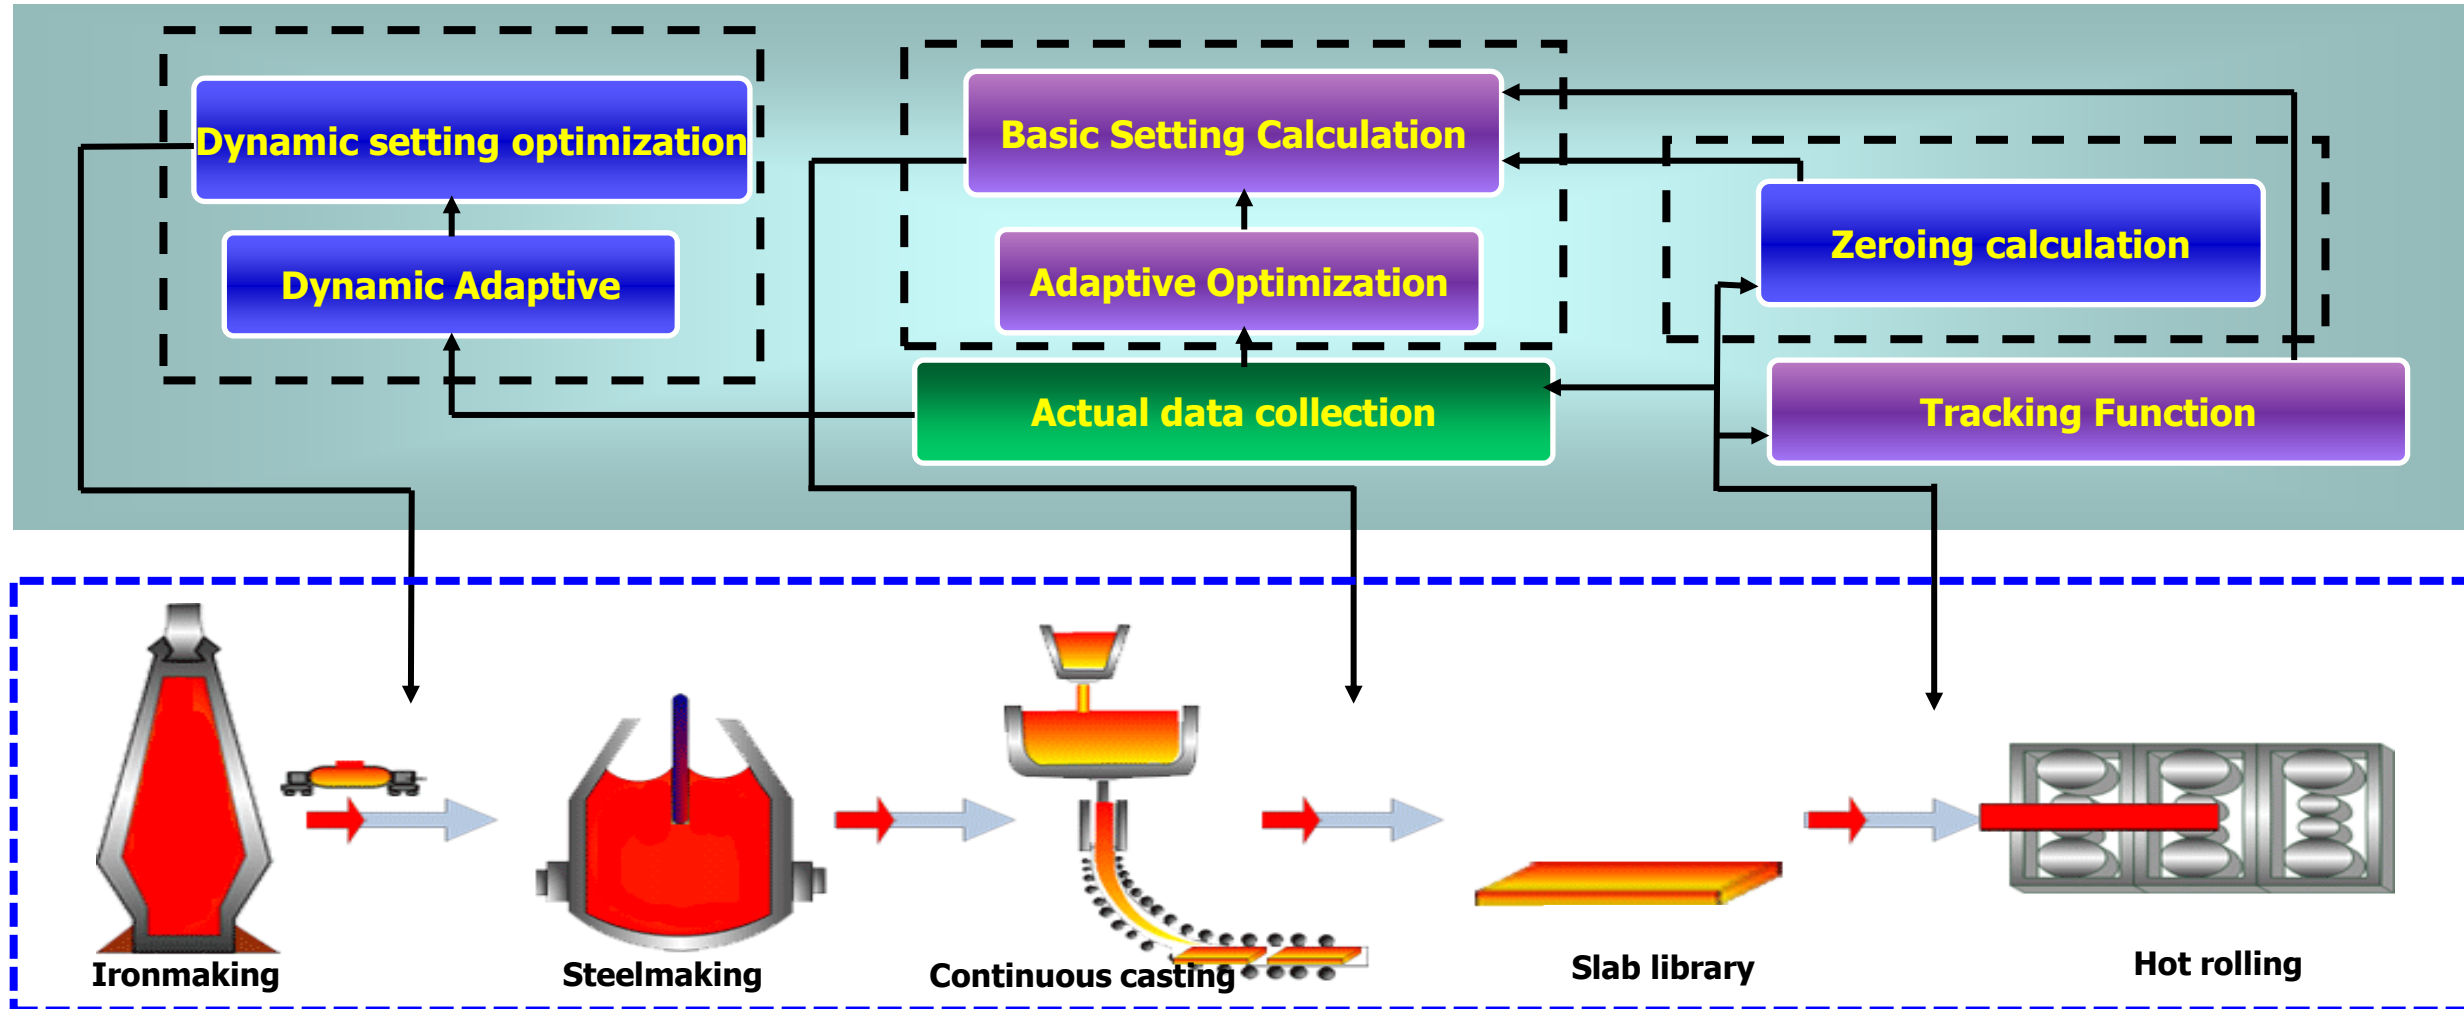 Dynamic setting optimization
Basic Setting Calculation
Zeroing calculation
Dynamic Adaptive
Adaptive Optimization
Actual data collection
Tracking Function
Ironmaking
Steelmaking
Continuous casting
Slab library
Hot rolling